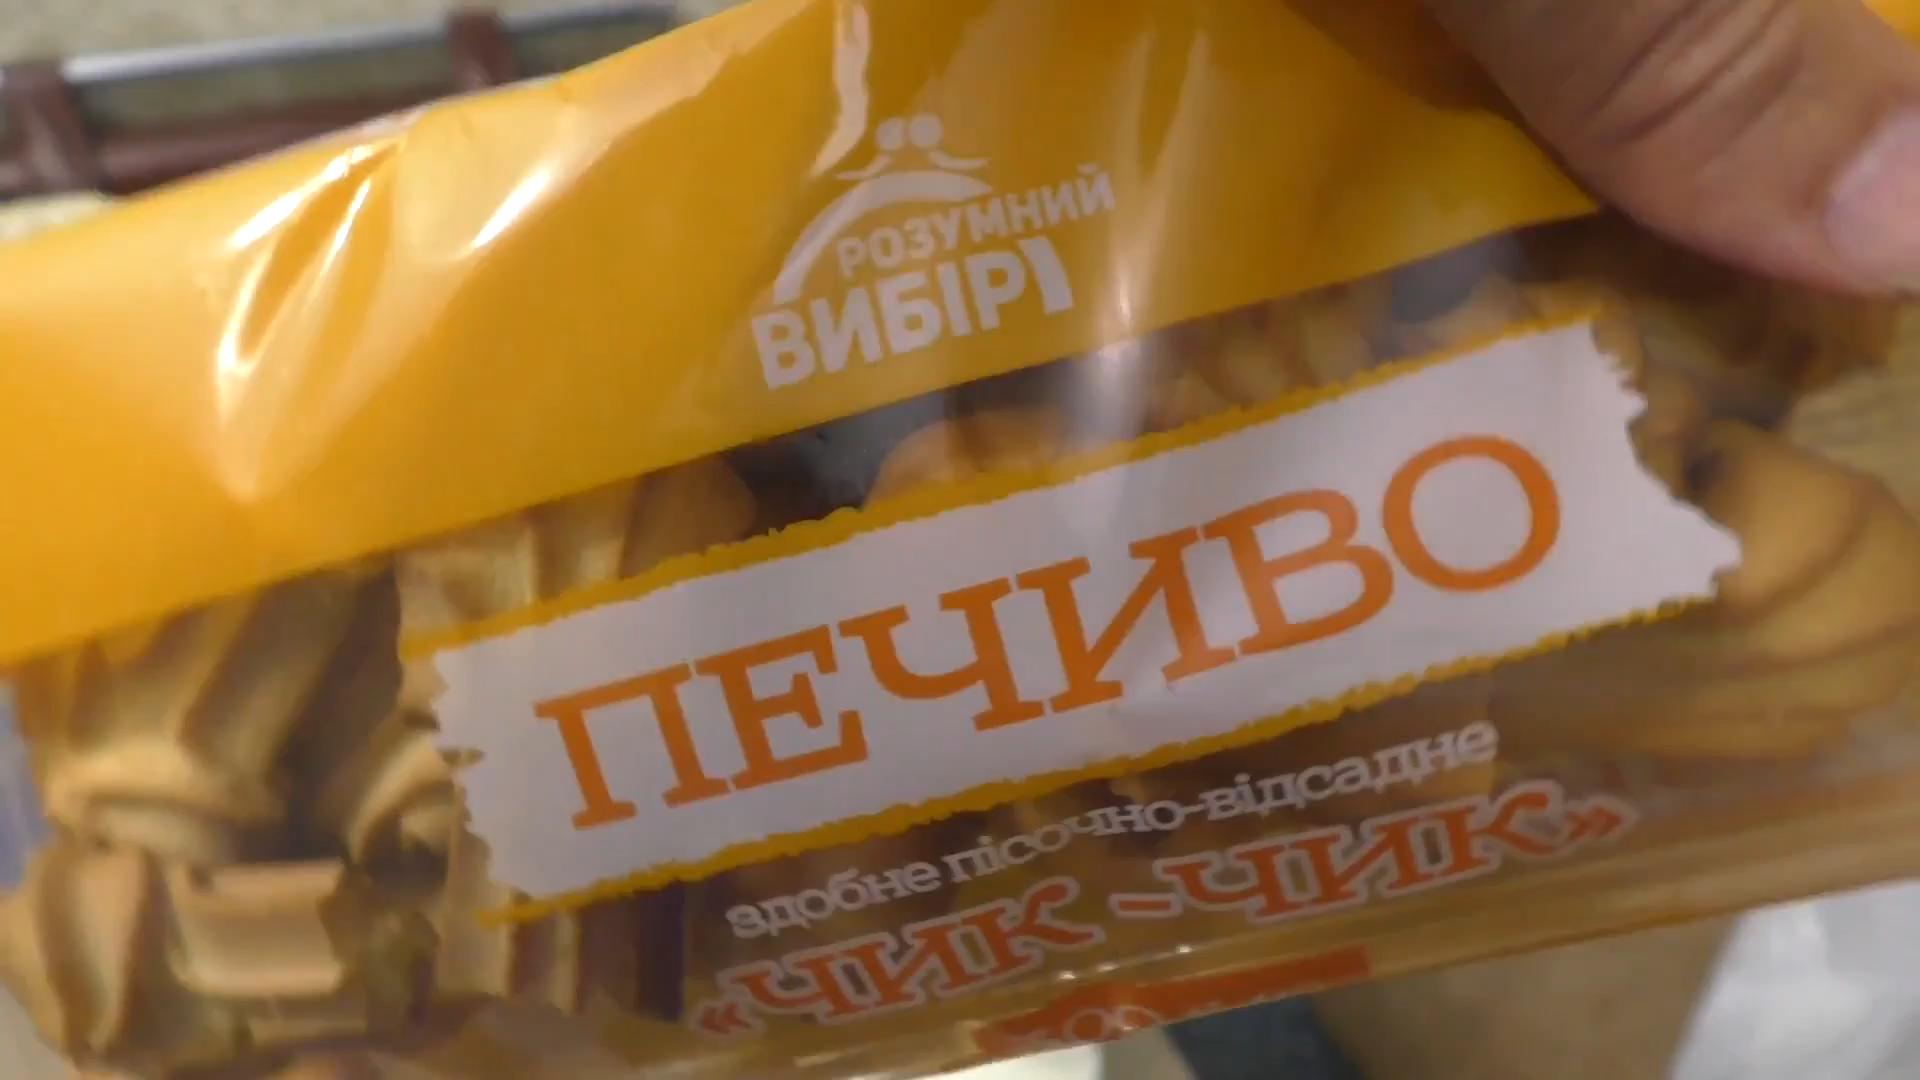 РОЗУМНИЙ
ВИБІР!
ПЕЧИВО
здобне пісочно-відсадне
«ЧИК -ЧИК»